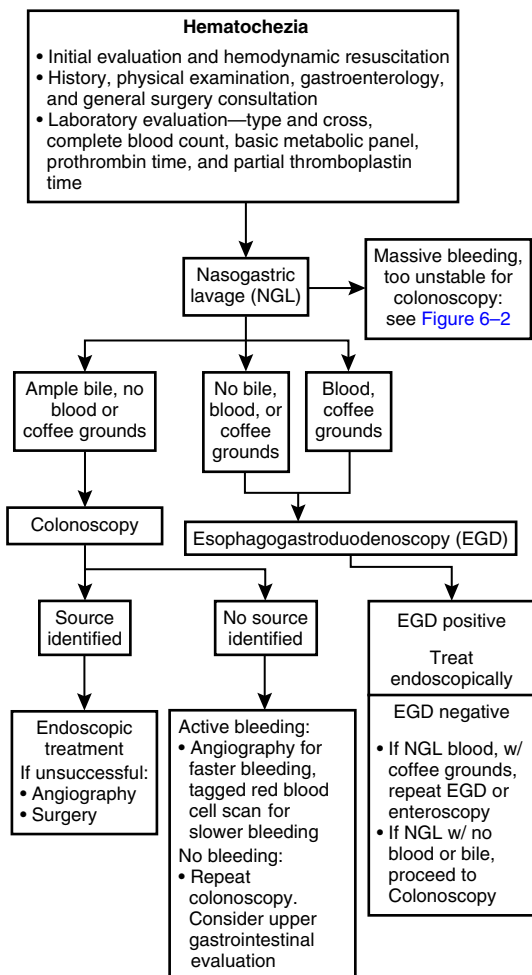 Hematochezia
• Initial evaluation and hemodynamic resuscitation
• History, physical examination, gastroenterology,
and general surgery consultation
• Laboratory evaluation—type and cross,
complete blood count, basic metabolic panel,
prothrombin time, and partial thromboplastin
time
Nasogastric
lavage (NGL)
Massive bleeding,
too unstable for
colonoscopy:
see Figure 6–2
Ample bile, no
blood or
coffee grounds
No bile,
blood, or
coffee
grounds
Blood,
coffee
grounds
Colonoscopy
Esophagogastroduodenoscopy (EGD)
Source
identified
No source
identified
EGD positive
Treat
endoscopically
Endoscopic
treatment
If unsuccessful:
• Angiography
• Surgery
Active bleeding:
• Angiography for
faster bleeding,
tagged red blood
cell scan for
slower bleeding
No bleeding:
• Repeat
colonoscopy.
Consider upper
gastrointestinal
evaluation
EGD negative
• If NGL blood, w/
coffee grounds,
repeat EGD or
enteroscopy
• If NGL w/ no
blood or bile,
proceed to
Colonoscopy